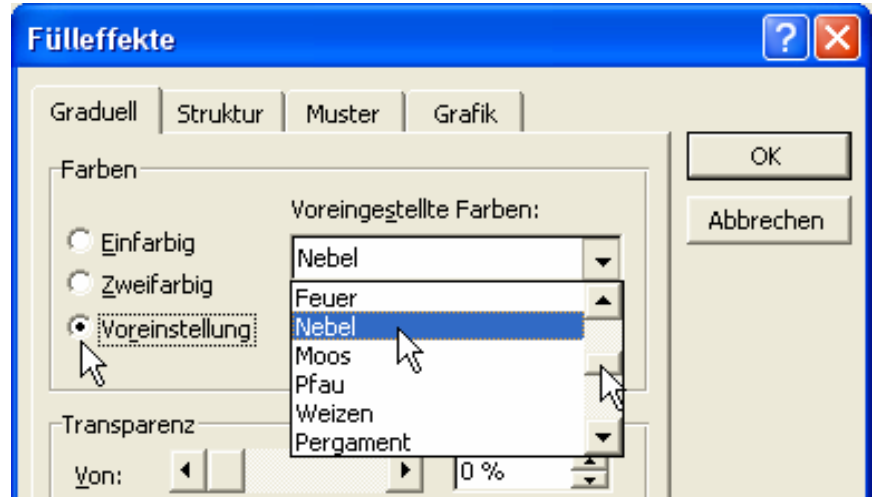 Fülleffekte
Graduell Struktur Muster Grafik
OK
Abbrechen
Farben
Einfarbig
Zweifarbig
Voreinstellung
Voreingestellte Farben:
Nebel
Feuer
Nebel
Moos
Pfau
Weizen
Pergament
Transparenz
Von: 0 %